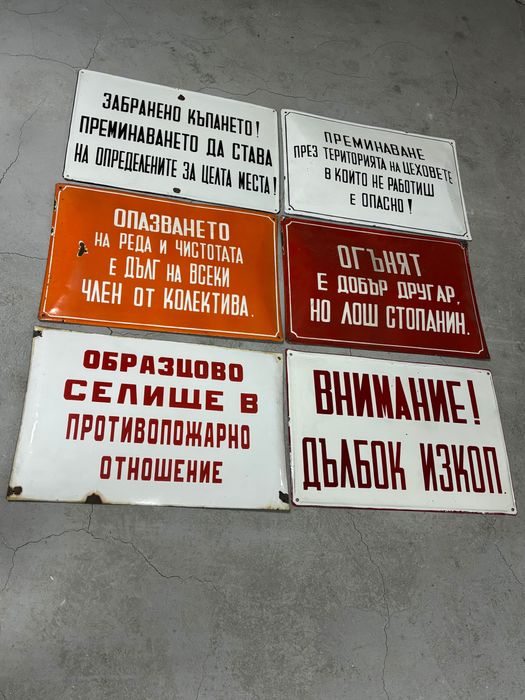 ЗАБРАНЕНО КЪПАНЕТО!
ПРЕМИНАВАНЕТО ДА СТАВА
НА ОПРЕДЕЛЕНИТЕ ЗА ЦЕЛТА МЕСТА!
ПРЕМИНАВАНЕ
ПРЕЗ ТЕРИТОРИЯТА НА ЦЕХОВЕТЕ
В КОИТО НЕ РАБОТИШ
Е ОПАСНО!
ОПАЗВАНЕТО
НА РЕДА И ЧИСТОТАТА
Е ДЪЛГ НА ВСЕКИ
ЧЛЕН ОТ КОЛЕКТИВА.
ОГЪНЯТ
Е ДОБЪР ДРУГАР,
НО ЛОШ СТОПАНИН.
ОБРАЗЦОВО
СЕЛИЩЕ В
ПРОТИВОПОЖАРНО
ОТНОШЕНИЕ
ВНИМАНИЕ!
ДЪЛБОК ИЗКОП.